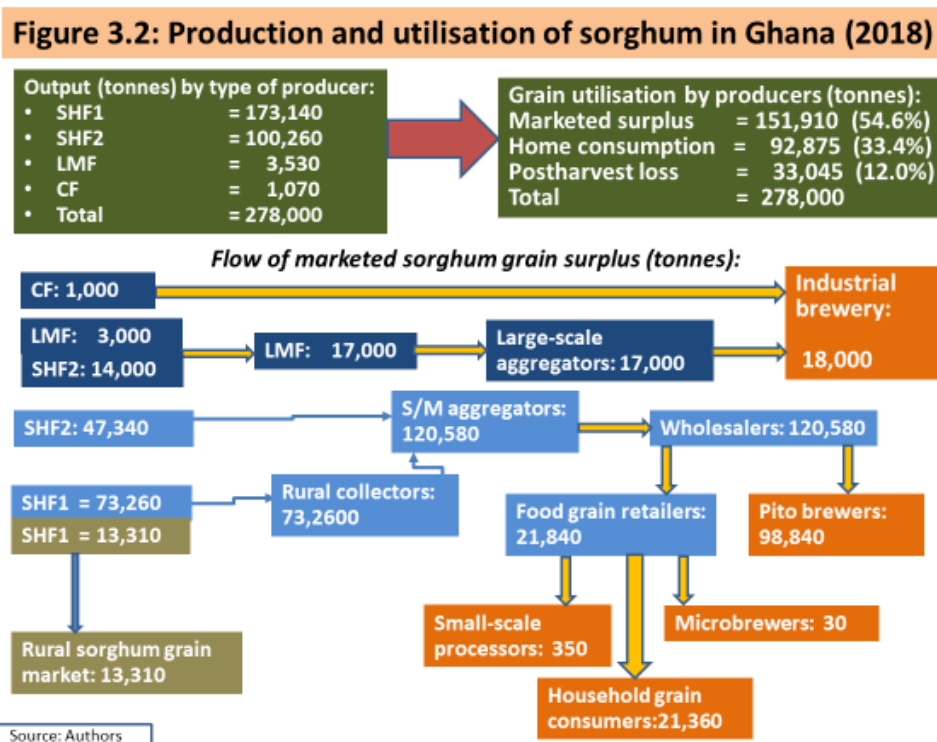 Figure 3.2: Production and utilisation of sorghum in Ghana (2018)
Output (tonnes) by type of producer:
• SHF1 = 173,140
• SHF2 = 100,260
• LMF = 3,530
• CF = 1,070
• Total = 278,000
Grain utilisation by producers (tonnes):
Marketed surplus = 151,910 (54.6%)
Home consumption = 92,875 (33.4%)
Postharvest loss = 33,045 (12.0%)
Total = 278,000
Flow of marketed sorghum grain surplus (tonnes):
CF: 1,000
Industrial
brewery:
18,000
LMF: 3,000
SHF2: 14,000
LMF: 17,000
Large-scale
aggregators: 17,000
SHF2: 47,340
S/M aggregators:
120,580
Wholesalers: 120,580
SHF1 = 73,260
SHF1 = 13,310
Rural collectors:
73,2600
Food grain retailers:
21,840
Pito brewers:
98,840
Small-scale
processors: 350
Microbrewers: 30
Rural sorghum grain
market: 13,310
Household grain
consumers:21,360
Source: Authors